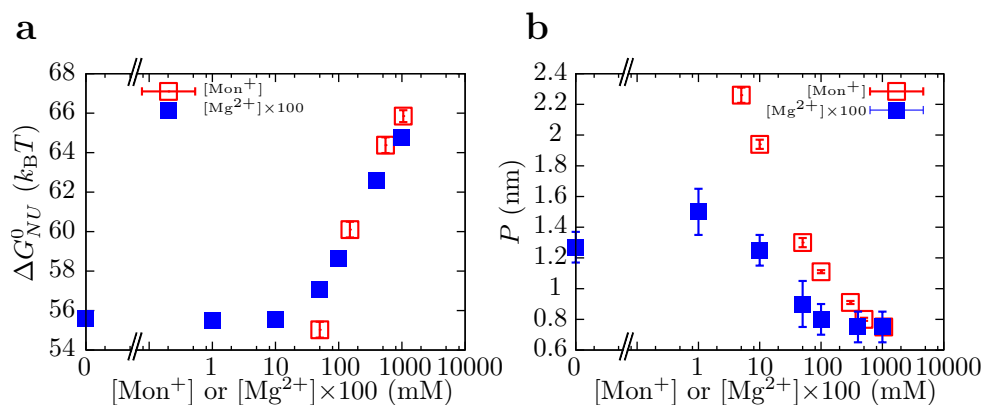 a
ΔG⁰_NU (k_BT)
68
66
64
62
60
58
56
54
[Mon⁺]
[Mg²⁺]×100
0 1 10 100 1000 10000
[Mon⁺] or [Mg²⁺]×100 (mM)
b
P (nm)
2.4
2.2
2
1.8
1.6
1.4
1.2
1
0.8
0.6
[Mon⁺]
[Mg²⁺]×100
0 1 10 100 1000 10000
[Mon⁺] or [Mg²⁺]×100 (mM)